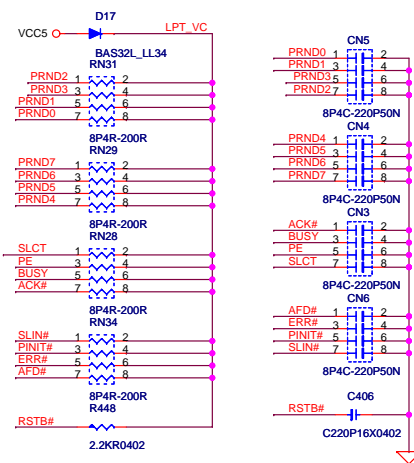 D17
VCC5 LPT_VC
BAS32L_LL34
RN31
PRND2 1 2
PRND3 3 4
PRND1 5 6
PRND0 7 8
8P4R-200R
RN29
PRND7 1 2
PRND6 3 4
PRND5 5 6
PRND4 7 8
8P4R-200R
RN28
SLCT 1 2
PE 3 4
BUSY 5 6
ACK# 7 8
RN34
SLIN# 1 2
PINIT# 3 4
ERR# 5 6
AFD# 7 8
8P4R-200R
R448
RSTB#
2.2KR0402
CN5
PRND0 1 2
PRND1 3 4
PRND3 5 6
PRND2 7 8
8P4C-220P50N
CN4
PRND4 1 2
PRND5 3 4
PRND6 5 6
PRND7 7 8
8P4C-220P50N
CN3
ACK# 1 2
BUSY 3 4
PE 5 6
SLCT 7 8
8P4C-220P50N
CN6
AFD# 1 2
ERR# 3 4
PINIT# 5 6
SLIN# 7 8
8P4C-220P50N
C406
RSTB#
C220P16X0402